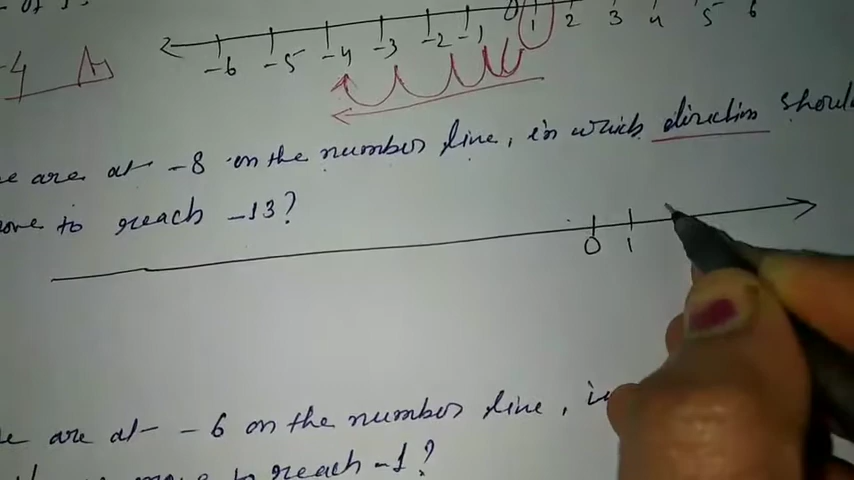 - of
-4 Ans
-6 -5 -4 -3 -2 -1 0 1 2 3 4 5 6
are at -8 on the number line, in which direction should
to reach -13?
0 1
are at -6 on the number line,
reach -1?